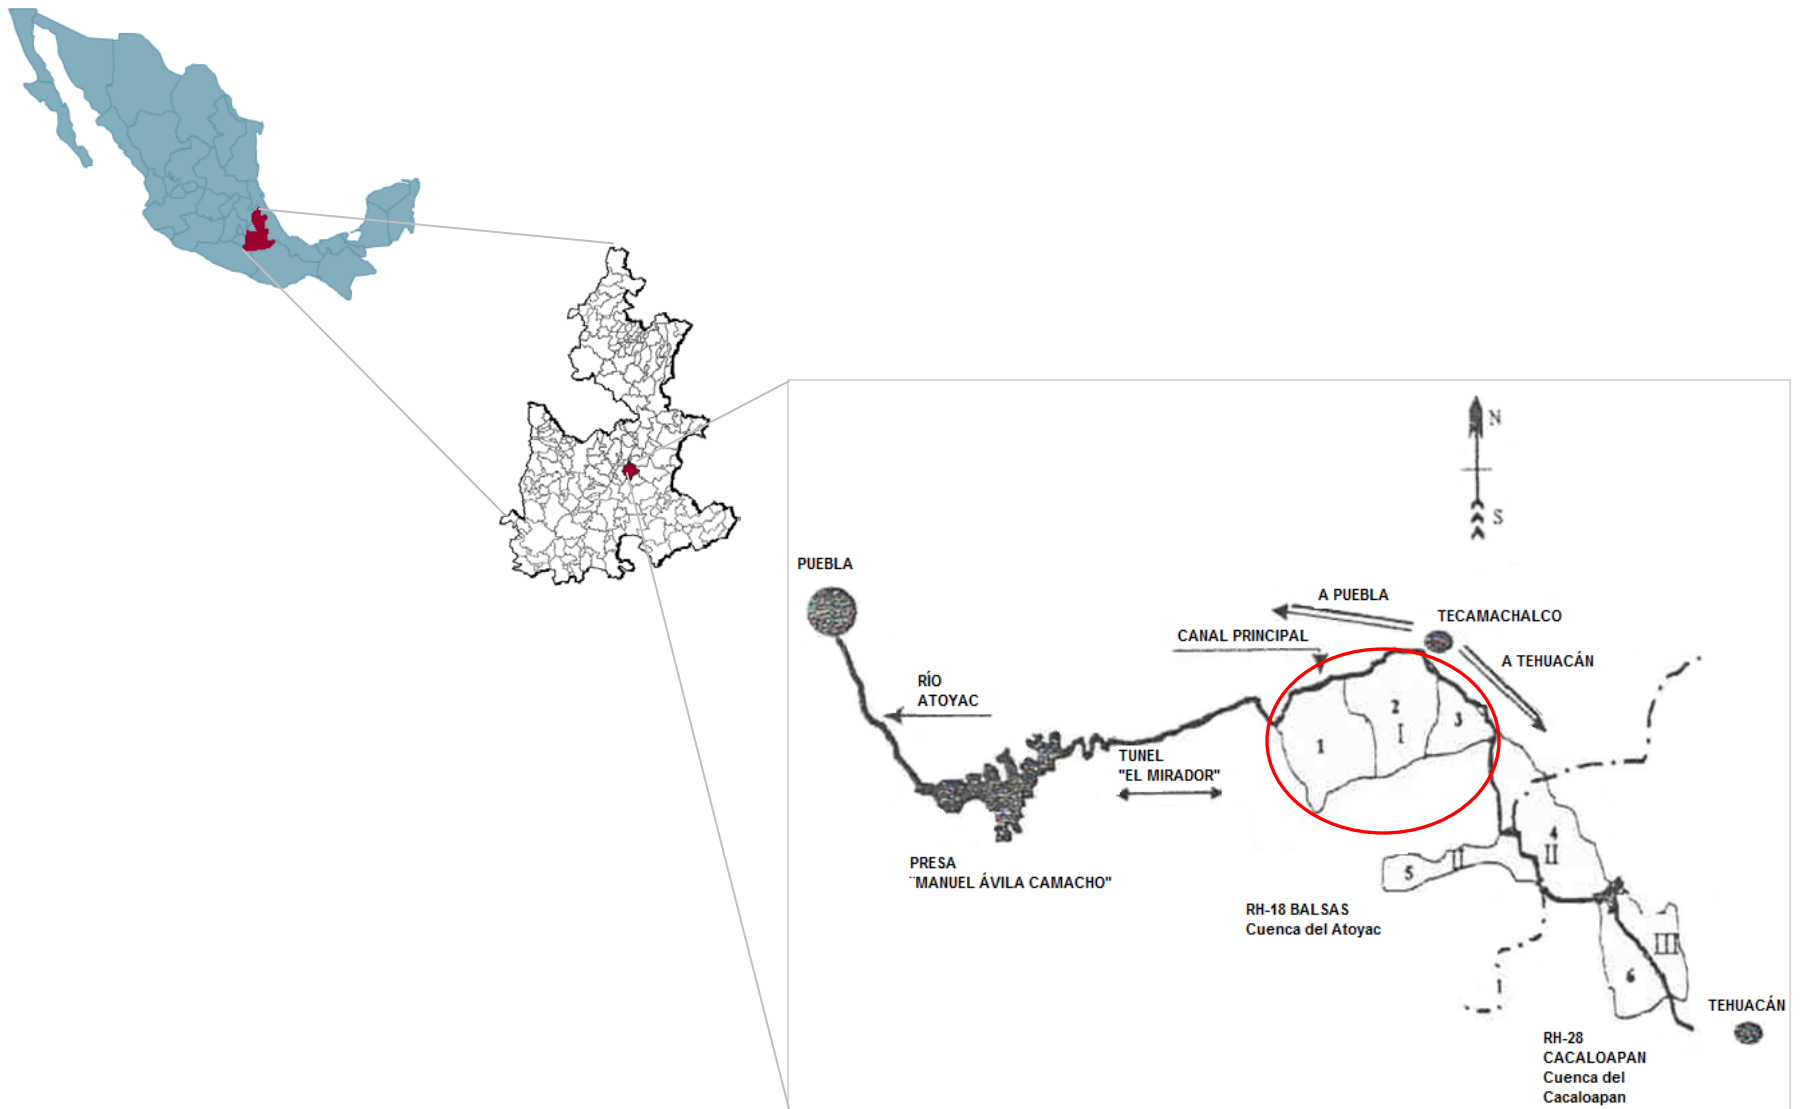 N
S
PUEBLA
A PUEBLA
TECAMACHALCO
CANAL PRINCIPAL
A TEHUACÁN
RÍO
ATOYAC
2
I
3
1
TUNEL
"EL MIRADOR"
4
II
PRESA
¨MANUEL ÁVILA CAMACHO"
5
II
RH-18 BALSAS
Cuenca del Atoyac
III
6
TEHUACÁN
RH-28
CACALOAPAN
Cuenca del
Cacaloapan